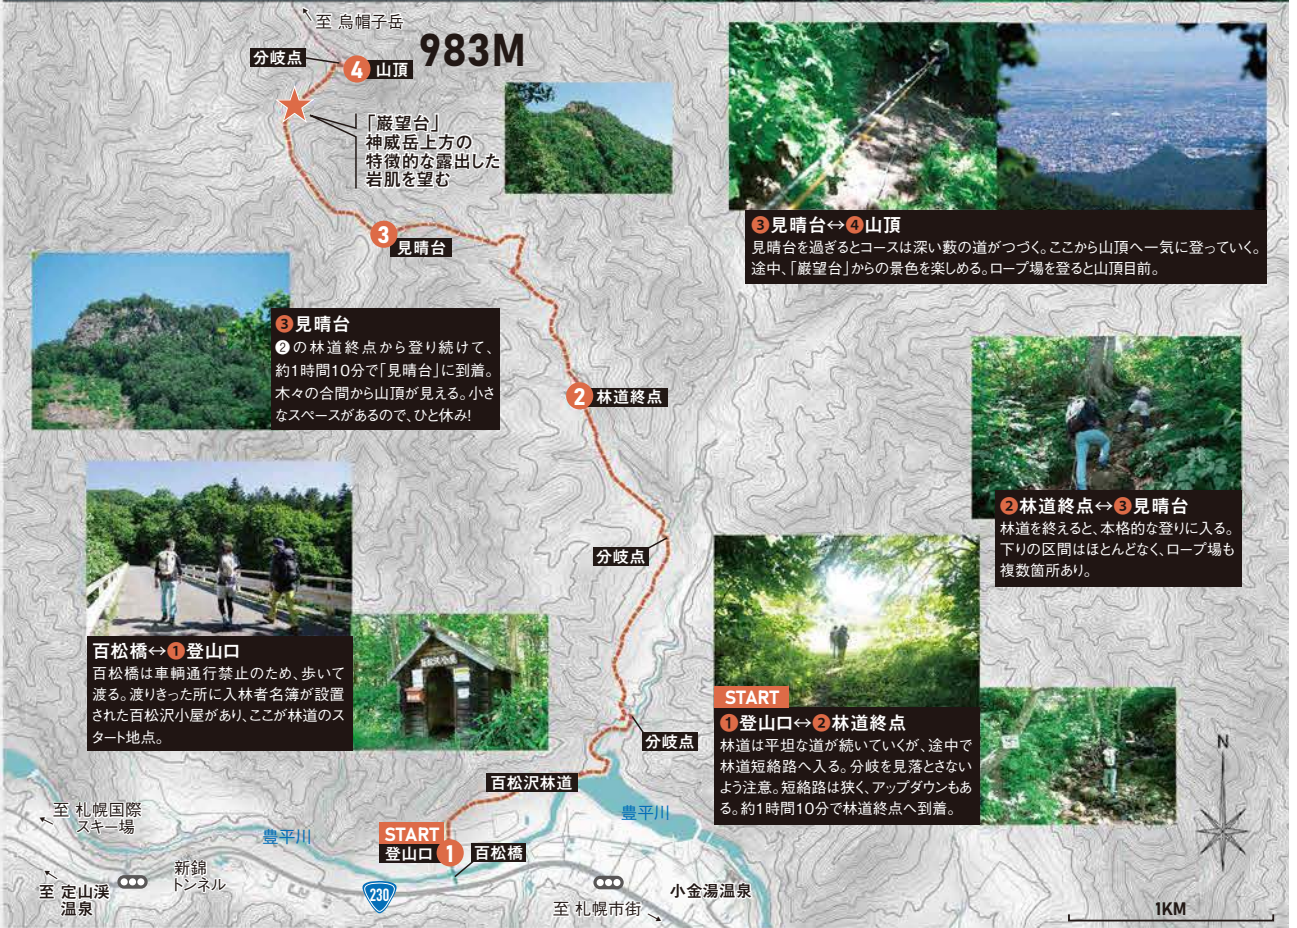 至 烏帽子岳
分岐点
4 山頂
983M
「巌望台」
神威岳上方の
特徴的な露出した
岩肌を望む
❸見晴台↔❹山頂
見晴台を過ぎるとコースは深い藪の道がつづく。ここから山頂へ一気に登っていく。
途中、「巌望台」からの景色を楽しめる。ロープ場を登ると山頂目前。
3
見晴台
❸見晴台
❷の林道終点から登り続けて、
約1時間10分で「見晴台」に到着。
木々の合間から山頂が見える。小さ
なスペースがあるので、ひと休み!
2 林道終点
❷林道終点↔❸見晴台
林道を終えると、本格的な登りに入る。
下りの区間はほとんどなく、ロープ場も
複数箇所あり。
分岐点
百松橋↔❶登山口
百松橋は車輌通行禁止のため、歩いて
渡る。渡りきった所に入林者名簿が設置
された百松沢小屋があり、ここが林道のス
タート地点。
百松沢小屋
START
❶登山口↔❷林道終点
林道は平坦な道が続いていくが、途中で
林道短絡路へ入る。分岐を見落とさない
よう注意。短絡路は狭く、アップダウンもあ
る。約1時間10分で林道終点へ到着。
分岐点
N
百松沢林道
豊平川
至 札幌国際
スキー場
豊平川
START
登山口 1 百松橋
新錦
トンネル
至 定山渓
温泉
230
至 札幌市街
小金湯温泉
1KM